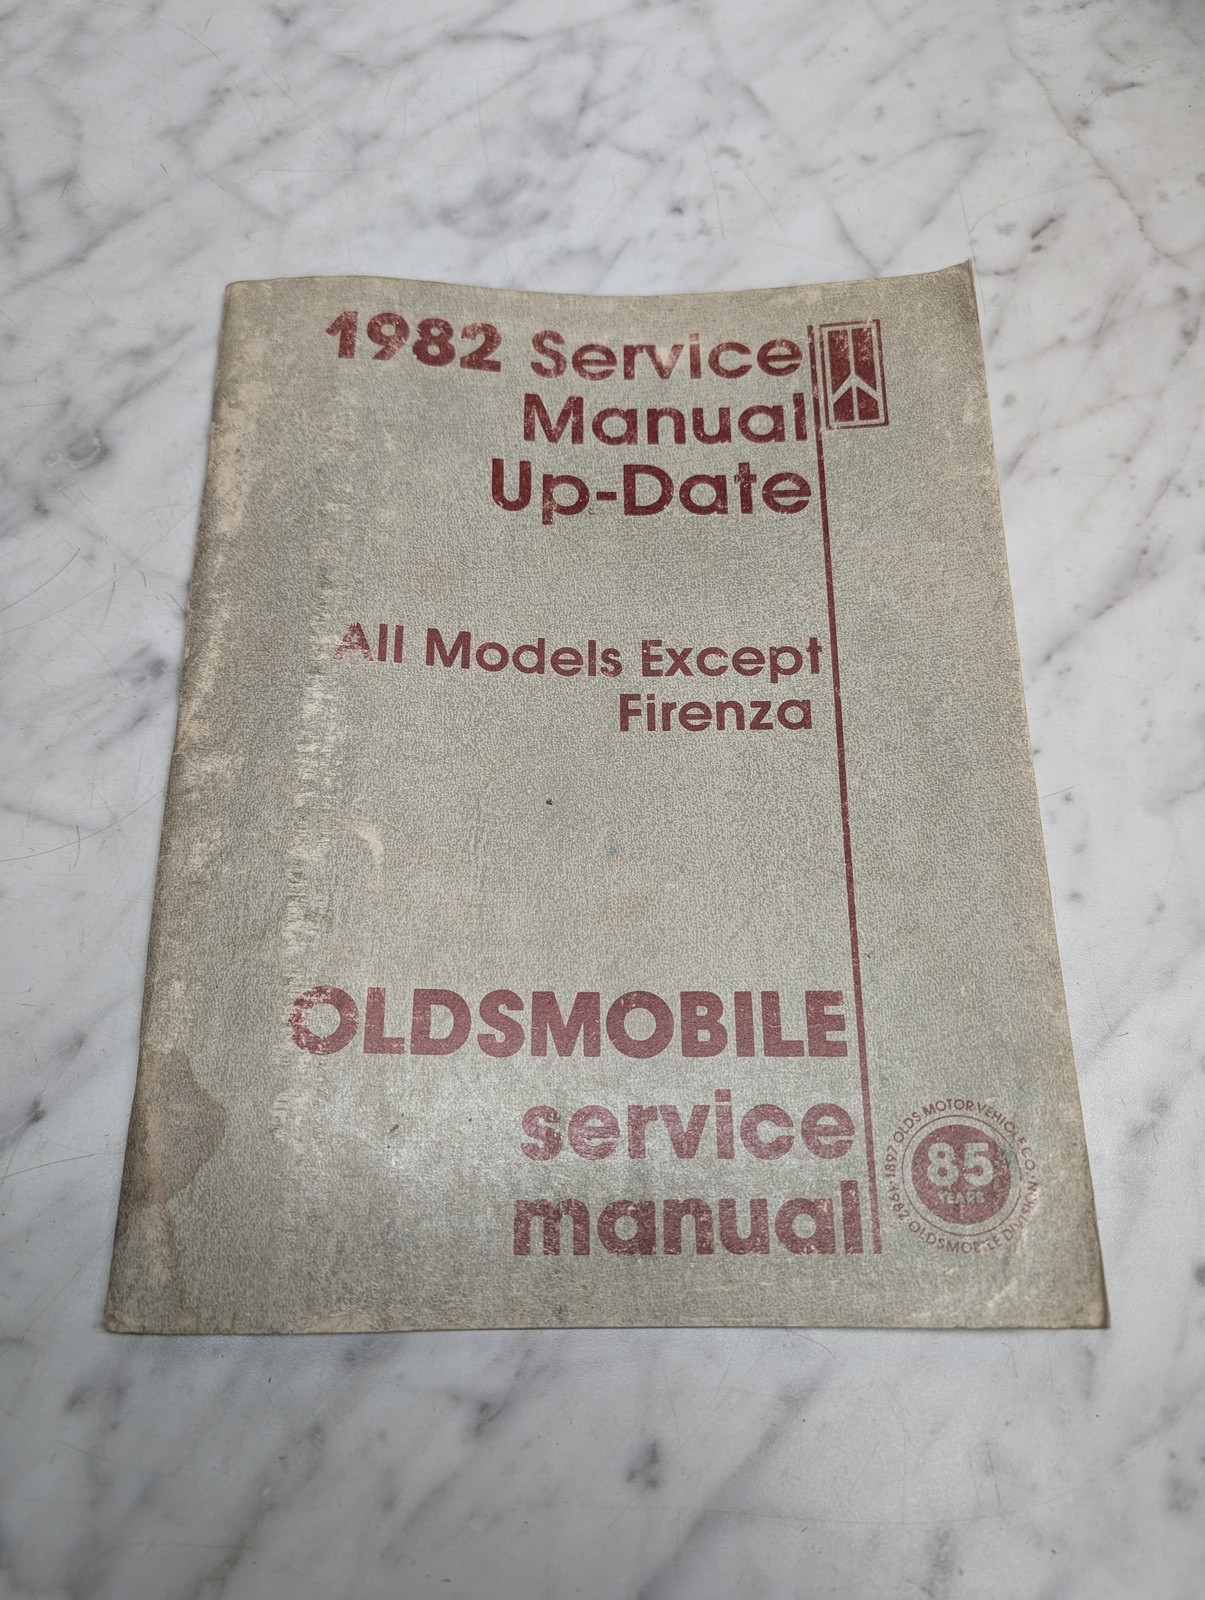 1982 Service
Manual
Up-Date
All Models Except
Firenza
OLDSMOBILE
service
manual
1897 OLDS MOTOR VEHICLE CO.
85
YEARS
1982 OLDSMOBILE DIVISION